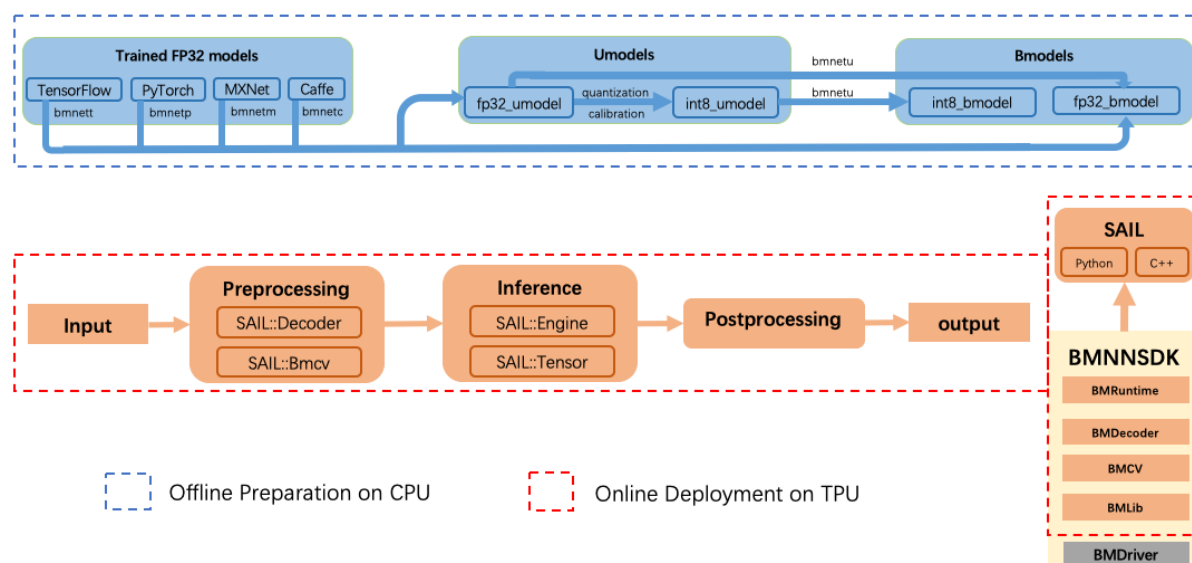 Trained FP32 models
TensorFlow
PyTorch
MXNet
Caffe
bmnett
bmnetp
bmnetm
bmnetc
Umodels
fp32_umodel
quantization
calibration
int8_umodel
bmnetu
bmnetu
Bmodels
int8_bmodel
fp32_bmodel
SAIL
Python
C++
Input
Preprocessing
SAIL::Decoder
SAIL::Bmcv
Inference
SAIL::Engine
SAIL::Tensor
Postprocessing
output
BMNNSDK
BMRuntime
BMDecoder
BMCV
BMLib
BMDriver
Offline Preparation on CPU
Online Deployment on TPU